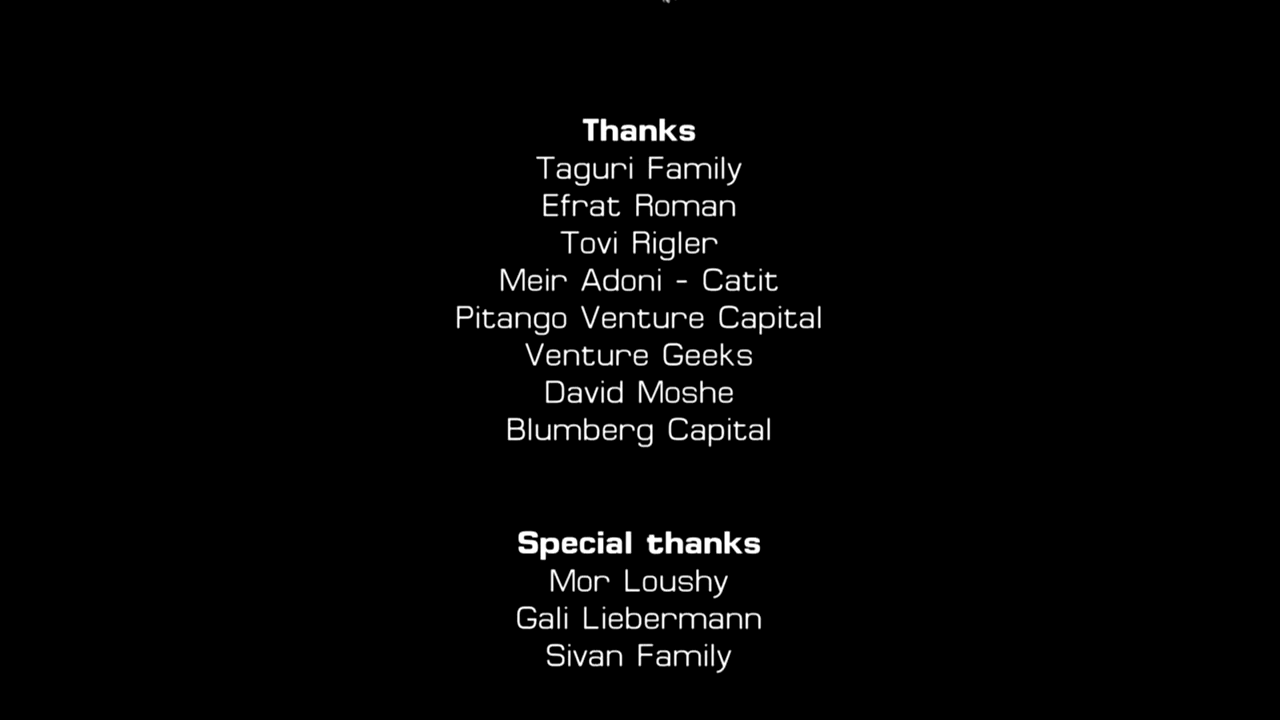 Thanks
Taguri Family
Efrat Roman
Tovi Rigler
Meir Adoni - Catit
Pitango Venture Capital
Venture Geeks
David Moshe
Blumberg Capital
Special thanks
Mor Loushy
Gali Liebermann
Sivan Family